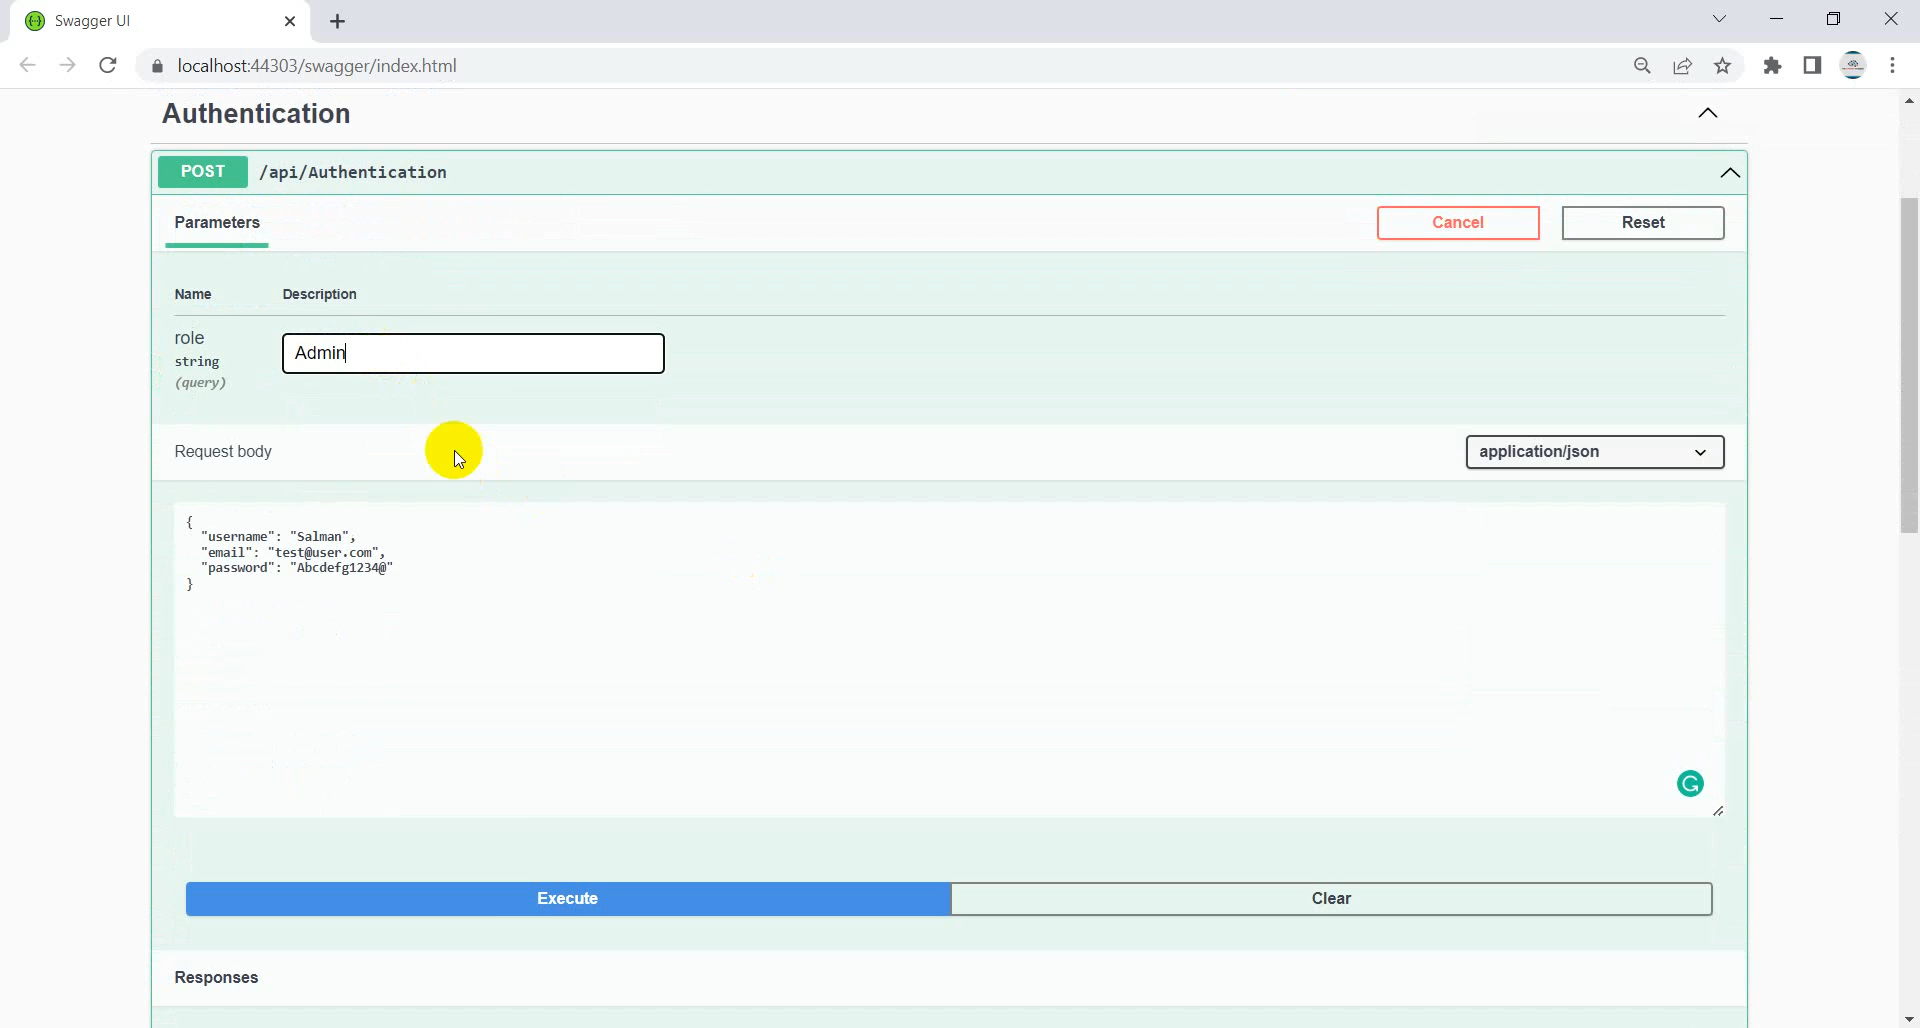 Swagger UI
localhost:44303/swagger/index.html
Authentication
POST /api/Authentication
Parameters
Cancel
Reset
Name Description
role
string
(query)
Admin
Request body
application/json
{
"username": "Salman",
"email": "test@user.com",
"password": "Abcdefg1234@"
}
Execute
Clear
Responses